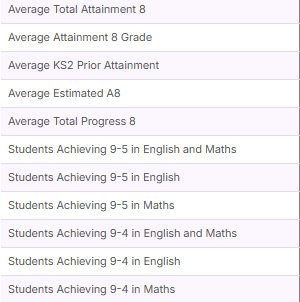 Average Total Attainment 8
Average Attainment 8 Grade
Average KS2 Prior Attainment
Average Estimated A8
Average Total Progress 8
Students Achieving 9-5 in English and Maths
Students Achieving 9-5 in English
Students Achieving 9-5 in Maths
Students Achieving 9-4 in English and Maths
Students Achieving 9-4 in English
Students Achieving 9-4 in Maths